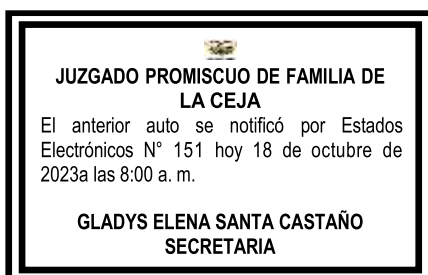 JUZGADO PROMISCUO DE FAMILIA DE
LA CEJA
El anterior auto se notificó por Estados
Electrónicos N° 151 hoy 18 de octubre de
2023a las 8:00 a. m.
GLADYS ELENA SANTA CASTAÑO
SECRETARIA